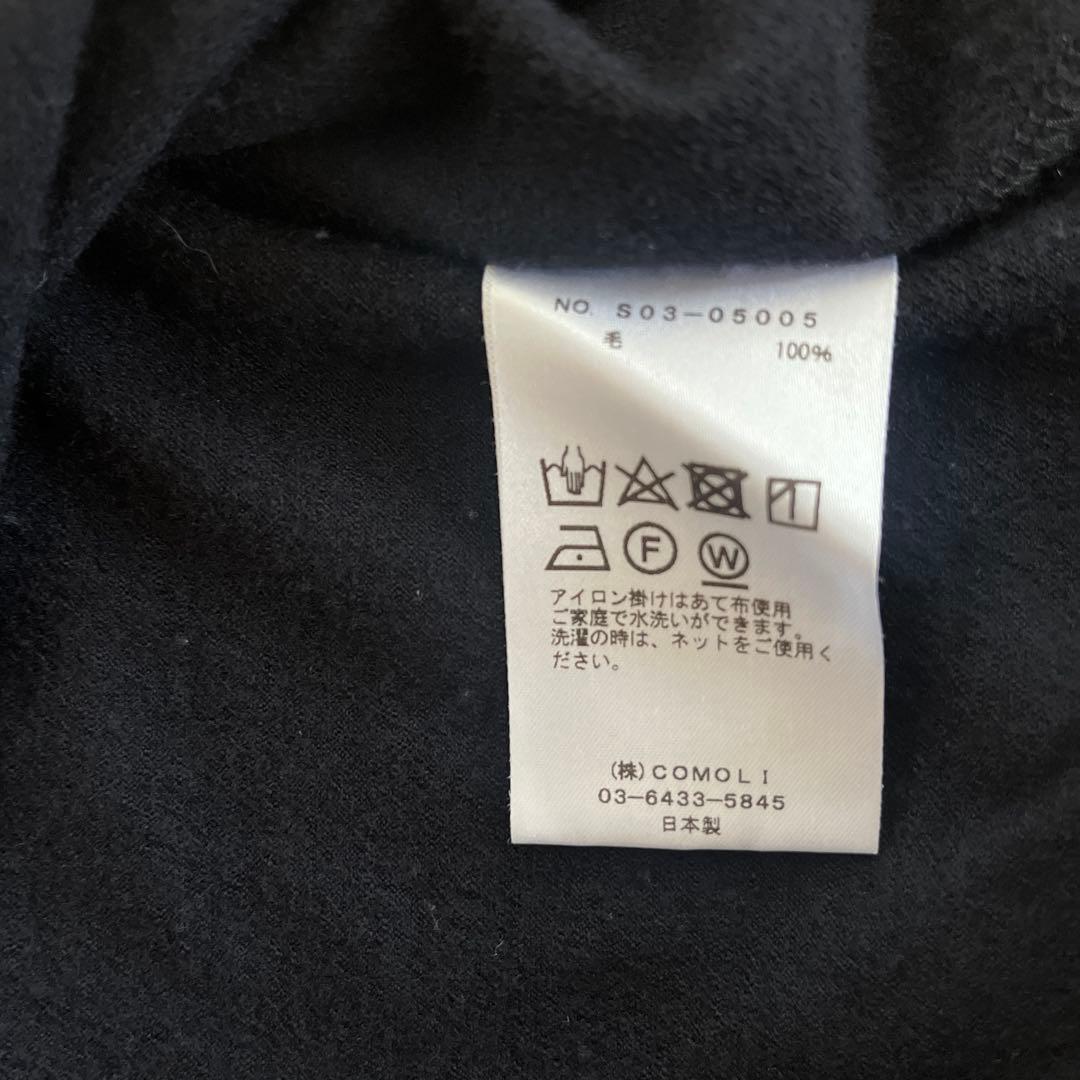 NO. S03-05005
毛 100%
F W
アイロン掛けはあて布使用
ご家庭で水洗いができます。
洗濯の時は、ネットをご使用く
ださい。
(株)COMOLI
03-6433-5845
日本製